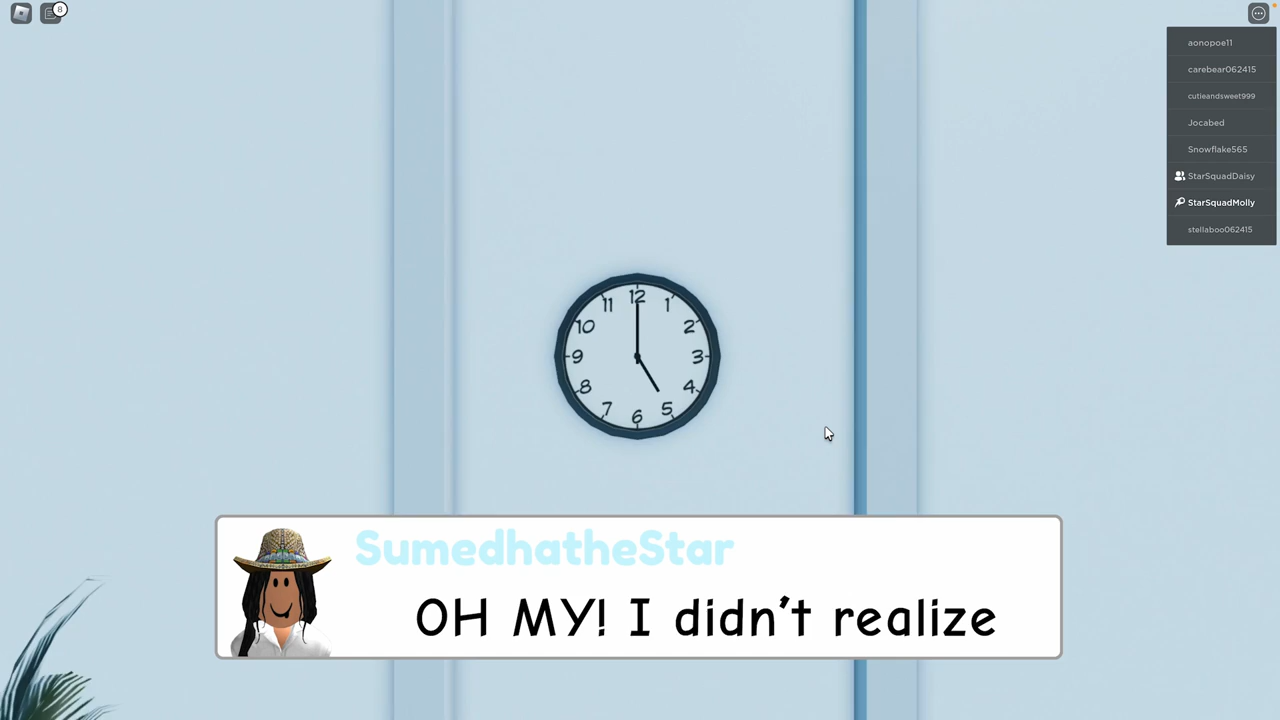 8
aonopoe11
carebear062415
cutieandsweet999
Jocabed
Snowflake565
StarSquadDaisy
StarSquadMolly
stellaboo062415
12
11 1
10 2
9 3
8 4
7 5
6
SumedhatheStar
OH MY! I didn't realize